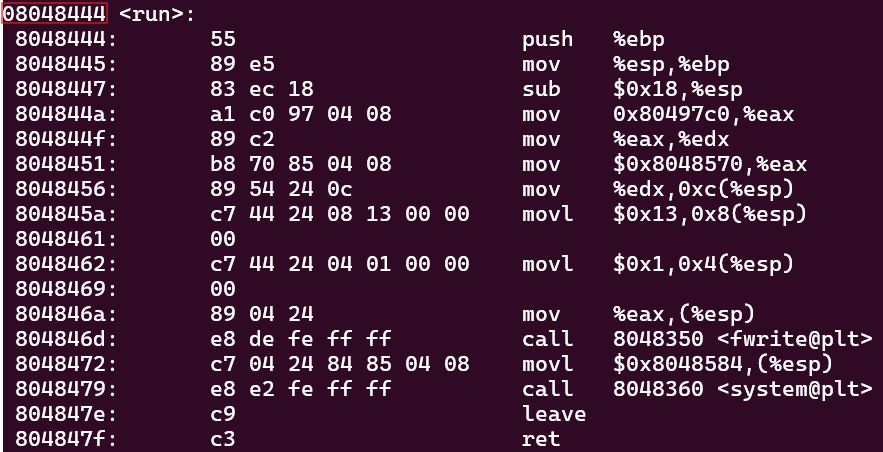 08048444 <run>:
 8048444:	55	push   %ebp
 8048445:	89 e5	mov    %esp,%ebp
 8048447:	83 ec 18	sub    $0x18,%esp
 804844a:	a1 c0 97 04 08	mov    0x80497c0,%eax
 804844f:	89 c2	mov    %eax,%edx
 8048451:	b8 70 85 04 08	mov    $0x8048570,%eax
 8048456:	89 54 24 0c	mov    %edx,0xc(%esp)
 804845a:	c7 44 24 08 13 00 00	movl   $0x13,0x8(%esp)
 8048461:	00
 8048462:	c7 44 24 04 01 00 00	movl   $0x1,0x4(%esp)
 8048469:	00
 804846a:	89 04 24	mov    %eax,(%esp)
 804846d:	e8 de fe ff ff	call   8048350 <fwrite@plt>
 8048472:	c7 04 24 84 85 04 08	movl   $0x8048584,(%esp)
 8048479:	e8 e2 fe ff ff	call   8048360 <system@plt>
 804847e:	c9	leave
 804847f:	c3	ret